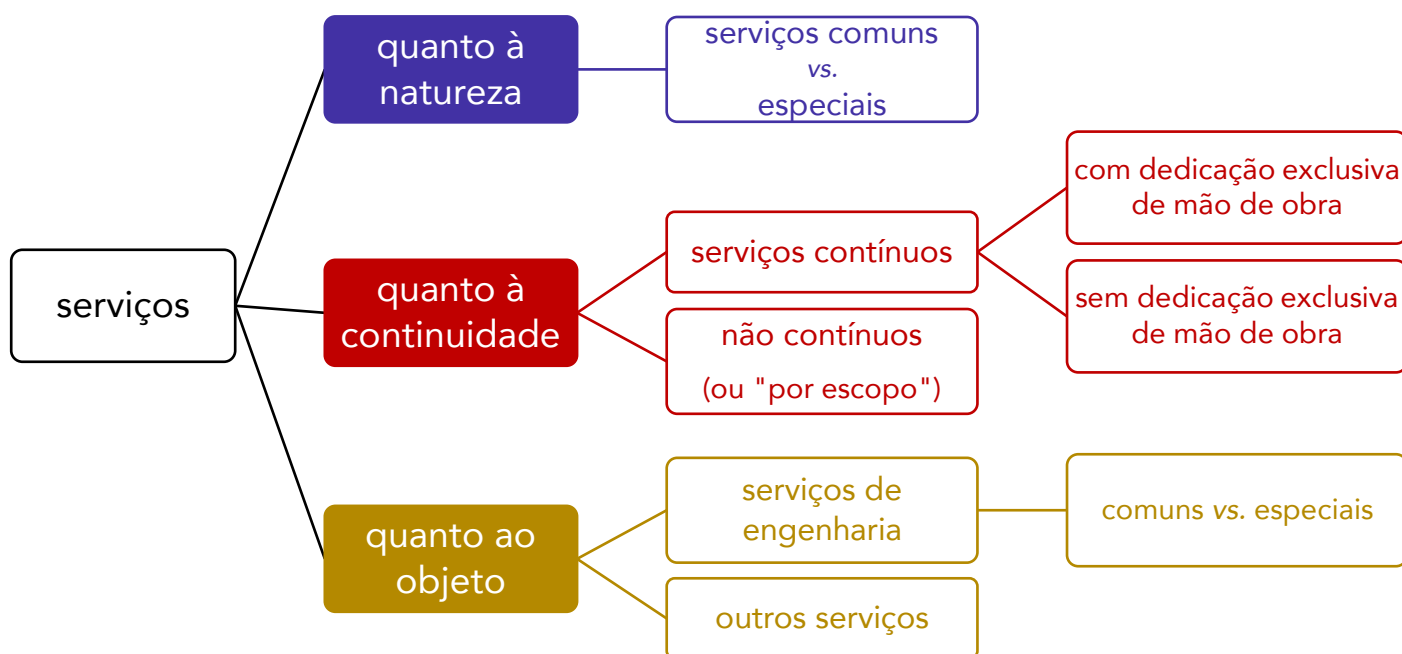 serviços
quanto à
natureza
serviços comuns
vs.
especiais
quanto à
continuidade
serviços contínuos
com dedicação exclusiva
de mão de obra
sem dedicação exclusiva
de mão de obra
não contínuos
(ou "por escopo")
quanto ao
objeto
serviços de
engenharia
comuns vs. especiais
outros serviços